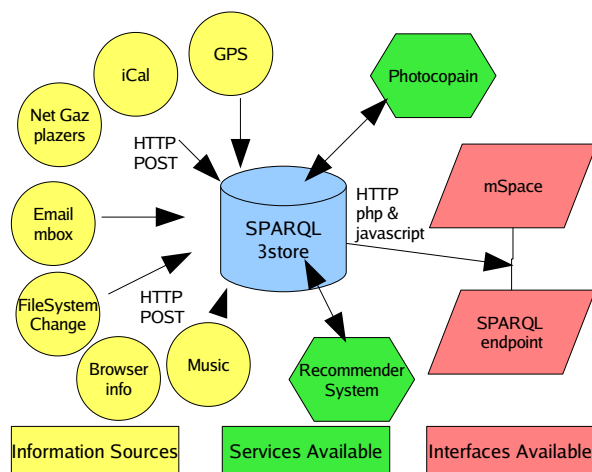 GPS
iCal
Photocopain
Net Gaz
plazers
HTTP
POST
HTTP
php &
javascript
mSpace
Email
mbox
SPARQL
3store
FileSystem
Change
HTTP
POST
SPARQL
endpoint
Music
Browser
info
Recommender
System
Information Sources
Services Available
Interfaces Available